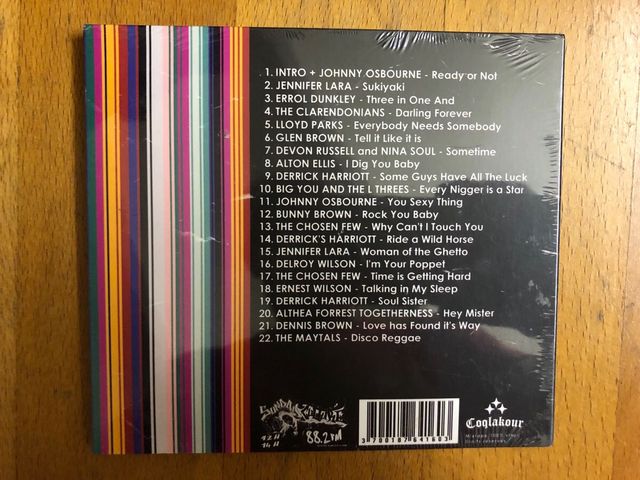 1. INTRO + JOHNNY OSBOURNE - Ready or Not
2. JENNIFER LARA - Sukiyaki
3. ERROL DUNKLEY - Three in One And
4. THE CLARENDONIANS - Darling Forever
5. LLOYD PARKS - Everybody Needs Somebody
6. GLEN BROWN - Tell it Like it is
7. DEVON RUSSELL and NINA SOUL - Sometime
8. ALTON ELLIS - I Dig You Baby
9. DERRICK HARRIOTT - Some Guys Have All The Luck
10. BIG YOU AND THE L THREES - Every Nigger is a Star
11. JOHNNY OSBOURNE - You Sexy Thing
12. BUNNY BROWN - Rock You Baby
13. THE CHOSEN FEW - Why Can't I Touch You
14. DERRICK'S HARRIOTT - Ride a Wild Horse
15. JENNIFER LARA - Woman of the Ghetto
16. DELROY WILSON - I'm Your Poppet
17. THE CHOSEN FEW - Time is Getting Hard
18. ERNEST WILSON - Talking in My Sleep
19. DERRICK HARRIOTT - Soul Sister
20. ALTHEA FORREST TOGETHERNESS - Hey Mister
21. DENNIS BROWN - Love has Found it's Way
22. THE MAYTALS - Disco Reggae
12H
14H
88.2FM
3 700187 641603
Coqlakour